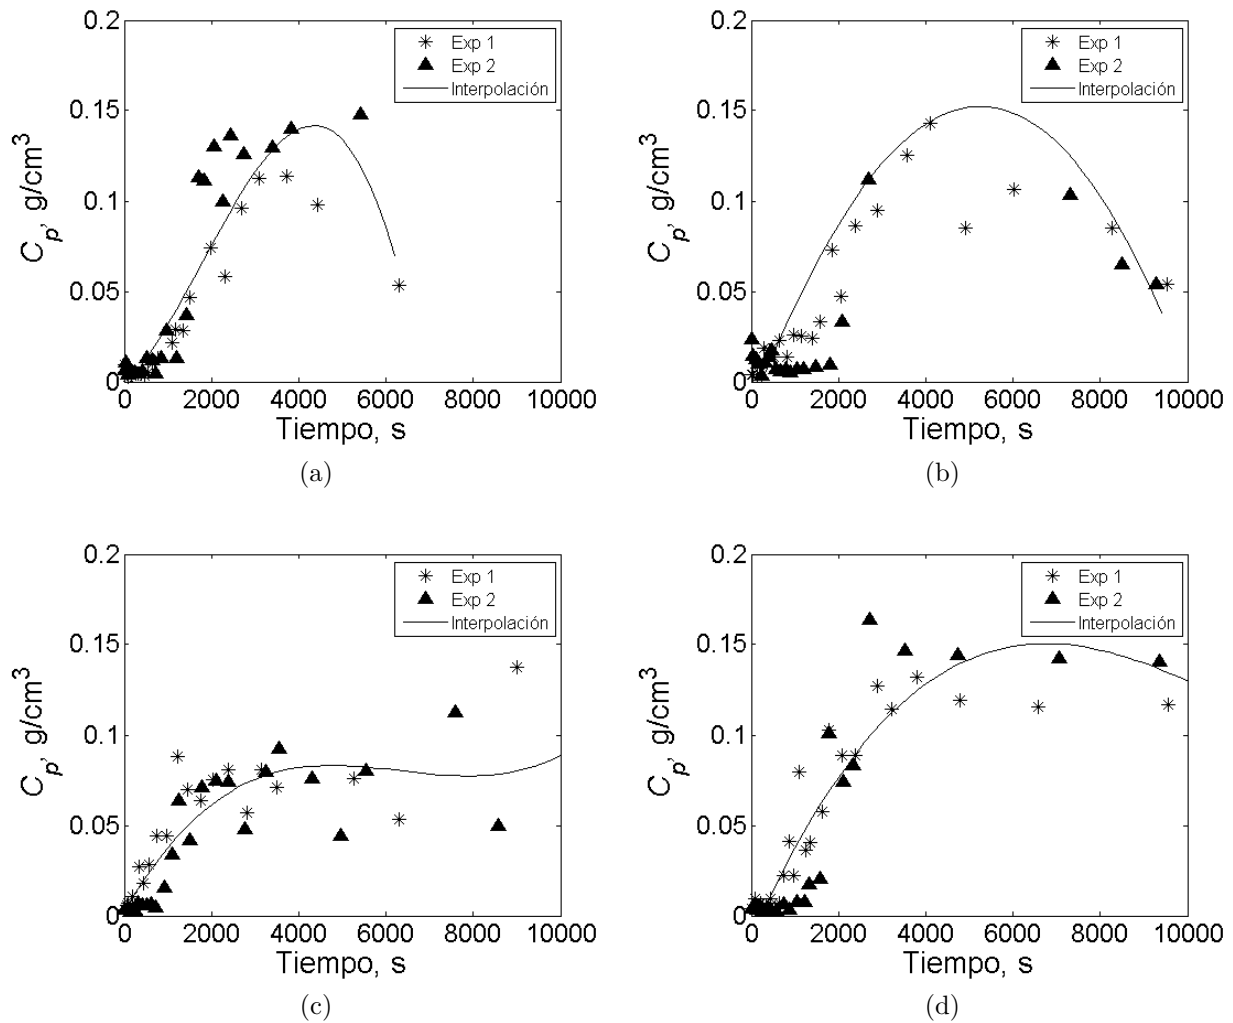 0.2
0.15
0.1
0.05
0
C_p, g/cm³
Exp 1
Exp 2
Interpolación
0 2000 4000 6000 8000 10000
Tiempo, s
(a)
0.2
0.15
0.1
0.05
0
C_p, g/cm³
Exp 1
Exp 2
Interpolación
0 2000 4000 6000 8000 10000
Tiempo, s
(b)
0.2
0.15
0.1
0.05
0
C_p, g/cm³
Exp 1
Exp 2
Interpolación
0 2000 4000 6000 8000 10000
Tiempo, s
(c)
0.2
0.15
0.1
0.05
0
C_p, g/cm³
Exp 1
Exp 2
Interpolación
0 2000 4000 6000 8000 10000
Tiempo, s
(d)